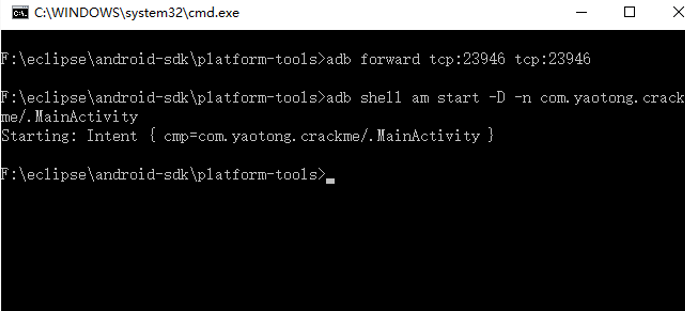 C:\WINDOWS\system32\cmd.exe
F:\eclipse\android-sdk\platform-tools>adb forward tcp:23946 tcp:23946
F:\eclipse\android-sdk\platform-tools>adb shell am start -D -n com.yaotong.crack
me/.MainActivity
Starting: Intent { cmp=com.yaotong.crackme/.MainActivity }
F:\eclipse\android-sdk\platform-tools>